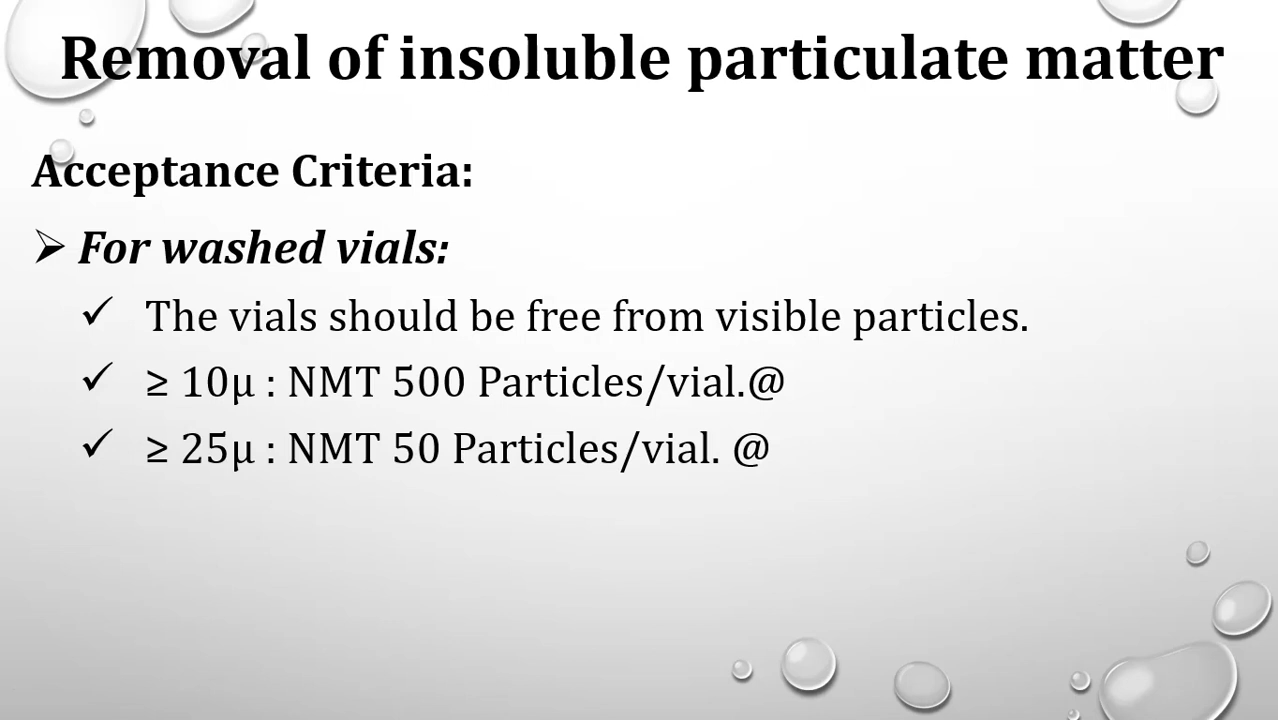 Removal of insoluble particulate matter
Acceptance Criteria:
➢ For washed vials:
✓ The vials should be free from visible particles.
✓ ≥ 10µ : NMT 500 Particles/vial.@
✓ ≥ 25µ : NMT 50 Particles/vial. @